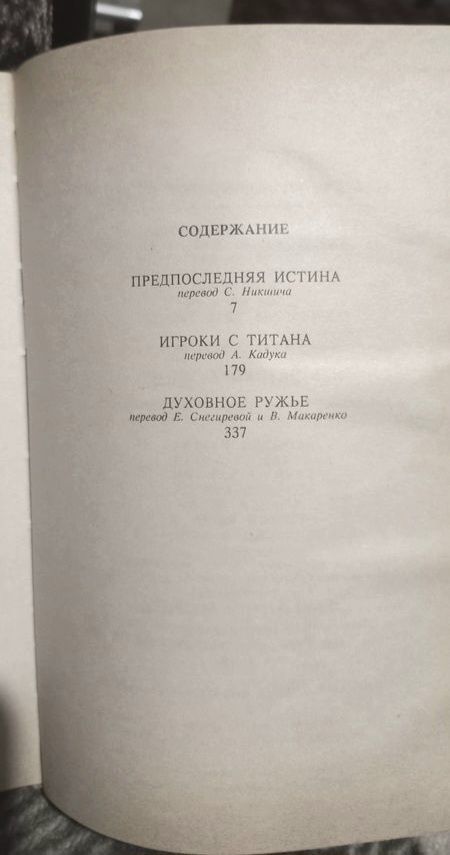 СОДЕРЖАНИЕ
ПРЕДПОСЛЕДНЯЯ ИСТИНА
перевод С. Никшича
7
ИГРОКИ С ТИТАНА
перевод А. Кадука
179
ДУХОВНОЕ РУЖЬЕ
перевод Е. Снегиревой и В. Макаренко
337